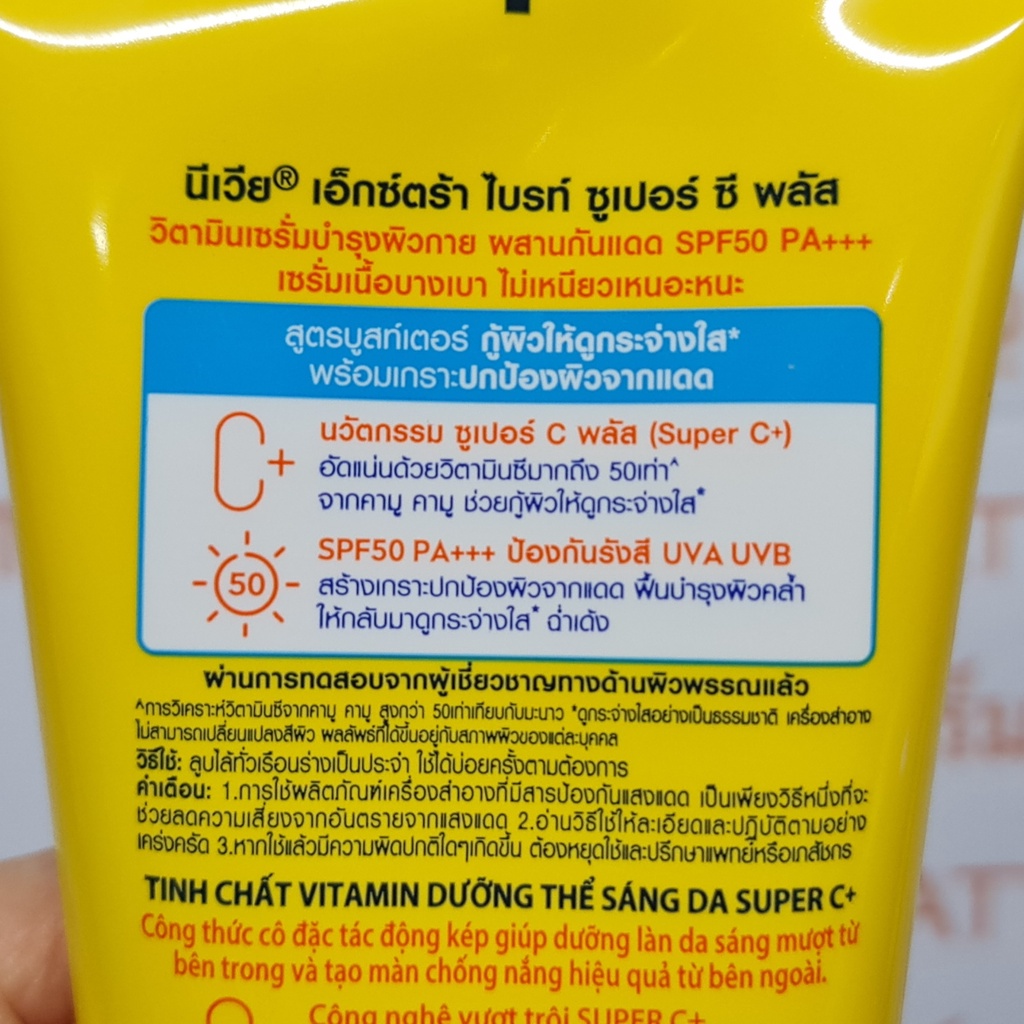 นีเวีย® เอ็กซ์ตร้า ไบรท์ ซูเปอร์ ซี พลัส
วิตามินเซรั่มบำรุงผิวกาย ผสานกันแดด SPF50 PA+++
เซรั่มเนื้อบางเบา ไม่เหนียวเหนอะหนะ
สูตรบูสท์เตอร์ กู้ผิวให้ดูกระจ่างใส*
พร้อมเกราะปกป้องผิวจากแดด
C+
นวัตกรรม ซูเปอร์ C พลัส (Super C+)
อัดแน่นด้วยวิตามินซีมากถึง 50เท่า^
จากคามู คามู ช่วยกู้ผิวให้ดูกระจ่างใส*
50
SPF50 PA+++ ป้องกันรังสี UVA UVB
สร้างเกราะปกป้องผิวจากแดด ฟื้นบำรุงผิวคล้ำ
ให้กลับมาดูกระจ่างใส* ฉ่ำเด้ง
ผ่านการทดสอบจากผู้เชี่ยวชาญทางด้านผิวพรรณแล้ว
^การวิเคราะห์วิตามินซีจากคามู คามู สูงกว่า 50เท่าเทียบกับมะนาว *ดูกระจ่างใสอย่างเป็นธรรมชาติ เครื่องสำอาง
ไม่สามารถเปลี่ยนแปลงสีผิว ผลลัพธ์ที่ได้ขึ้นอยู่กับสภาพผิวของแต่ละบุคคล
วิธีใช้: ลูบไล้ทั่วเรือนร่างเป็นประจำ ใช้ได้บ่อยครั้งตามต้องการ
คำเตือน: 1.การใช้ผลิตภัณฑ์เครื่องสำอางที่มีสารป้องกันแสงแดด เป็นเพียงวิธีหนึ่งที่จะ
ช่วยลดความเสี่ยงจากอันตรายจากแสงแดด 2.อ่านวิธีใช้ให้ละเอียดและปฏิบัติตามอย่าง
เคร่งครัด 3.หากใช้แล้วมีความผิดปกติใดๆเกิดขึ้น ต้องหยุดใช้และปรึกษาแพทย์หรือเภสัชกร
TINH CHẤT VITAMIN DƯỠNG THỂ SÁNG DA SUPER C+
Công thức cô đặc tác động kép giúp dưỡng làn da sáng mượt từ
bên trong và tạo màn chống nắng hiệu quả từ bên ngoài.
Công nghệ vượt trội SUPER C+